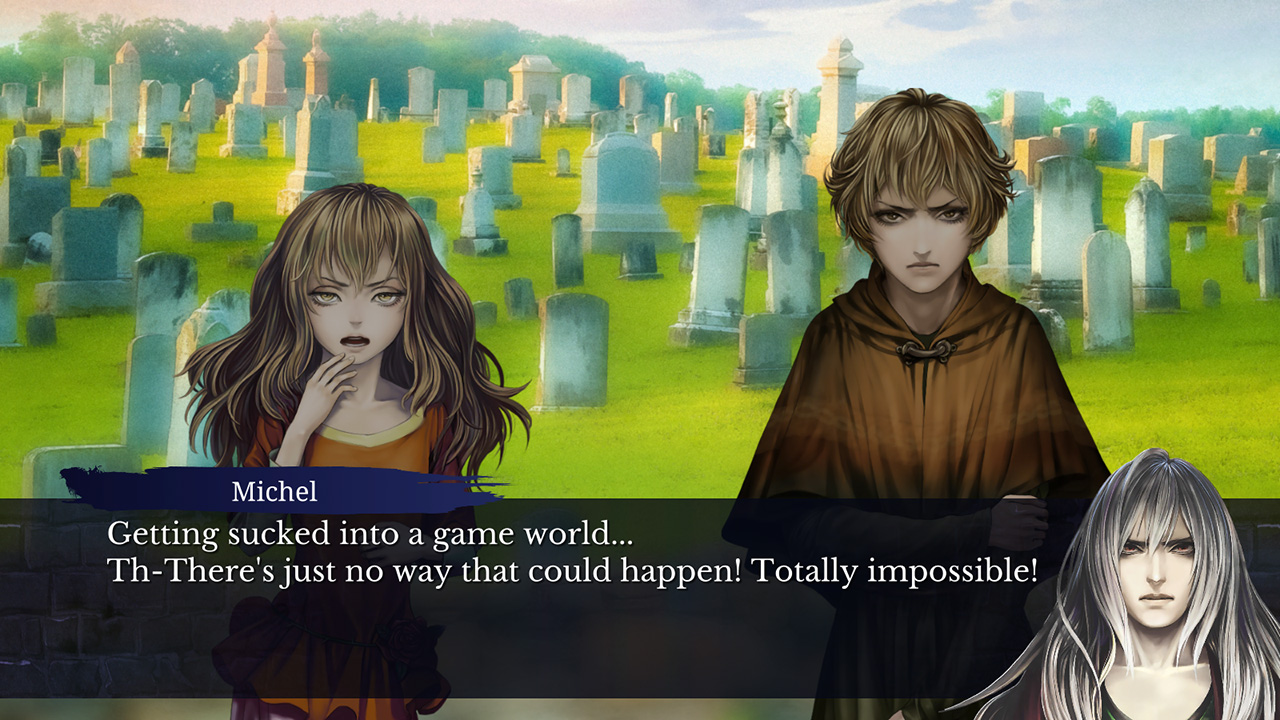 Michel
Getting sucked into a game world...
Th-There's just no way that could happen! Totally impossible!